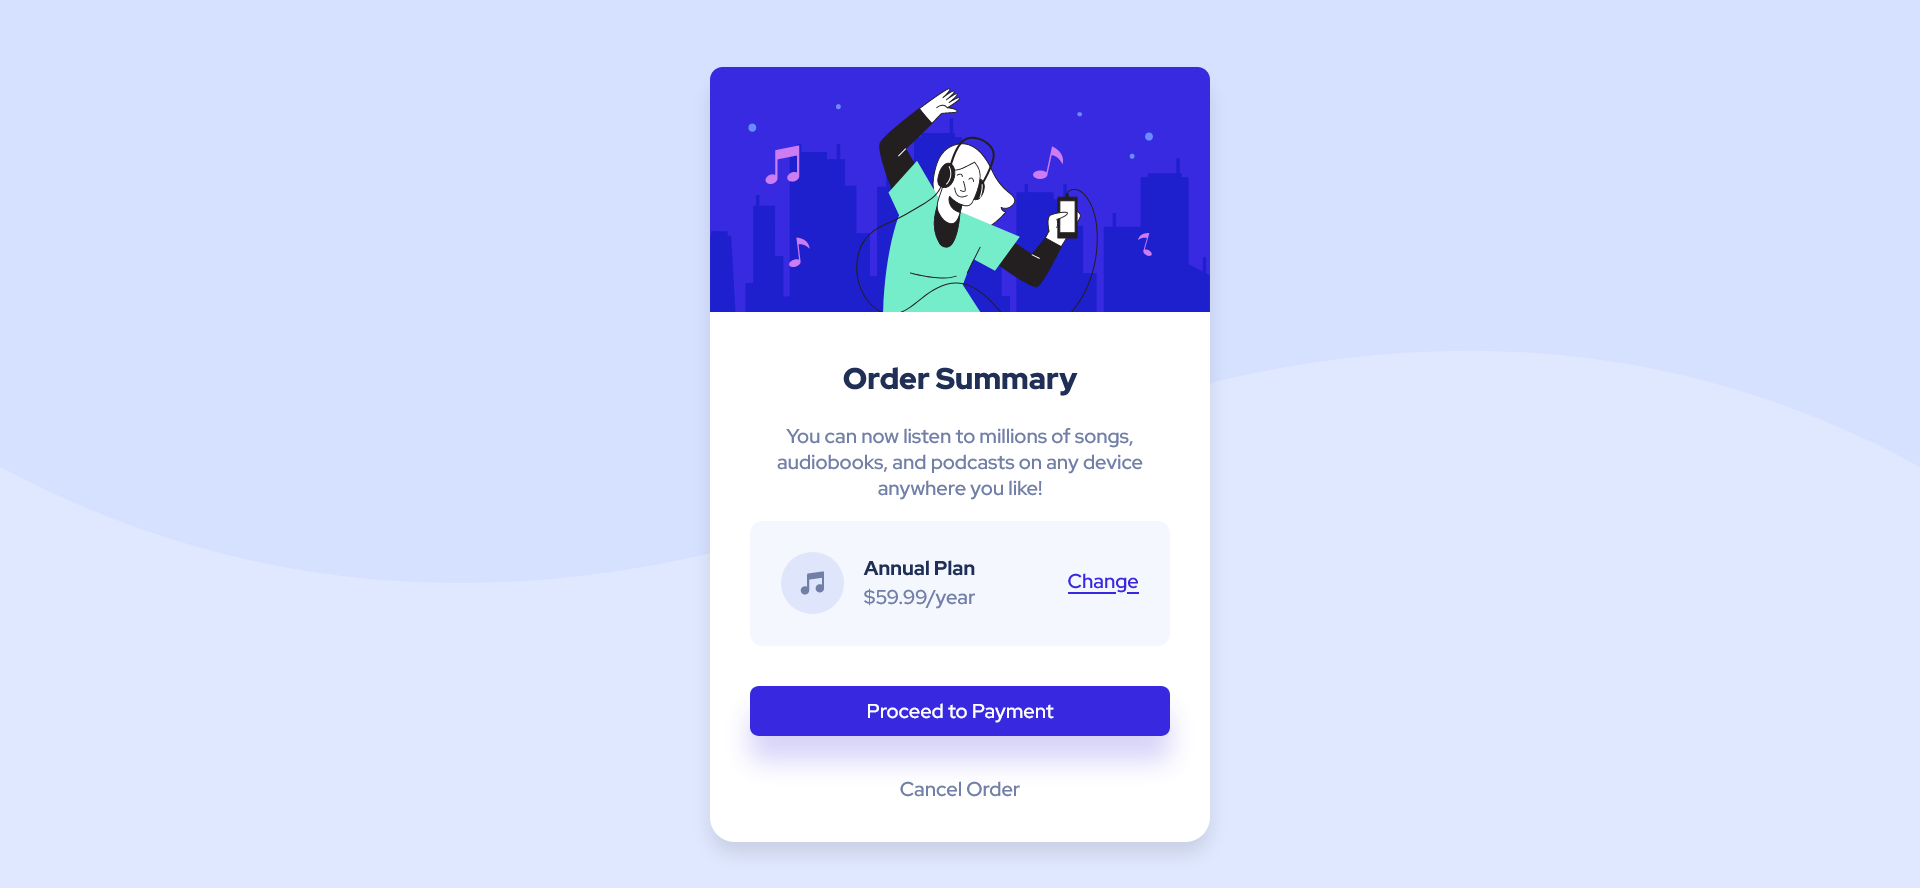 Order Summary
You can now listen to millions of songs,
audiobooks, and podcasts on any device
anywhere you like!
Annual Plan
$59.99/year
Change
Proceed to Payment
Cancel Order